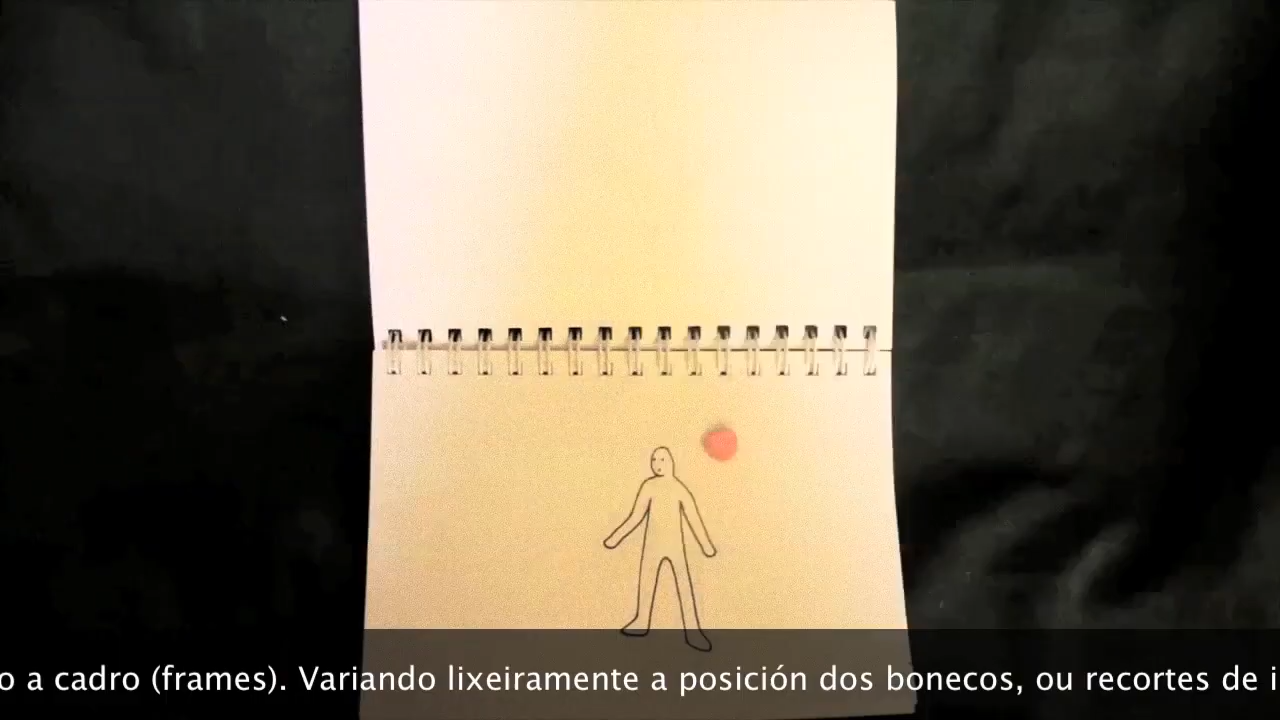 o a cadro (frames). Variando lixeiramente a posición dos bonecos, ou recortes de i